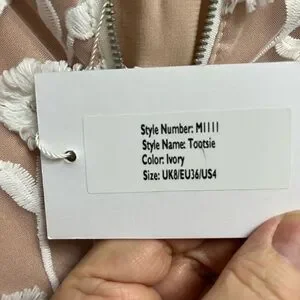 Style Number: M1111
Style Name: Tootsie
Color: Ivory
Size: UK8/EU36/US4